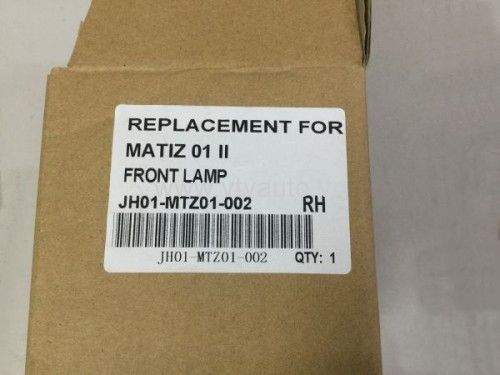 REPLACEMENT FOR
MATIZ 01 II
FRONT LAMP
JH01-MTZ01-002 RH
JH01-MTZ01-002 QTY: 1